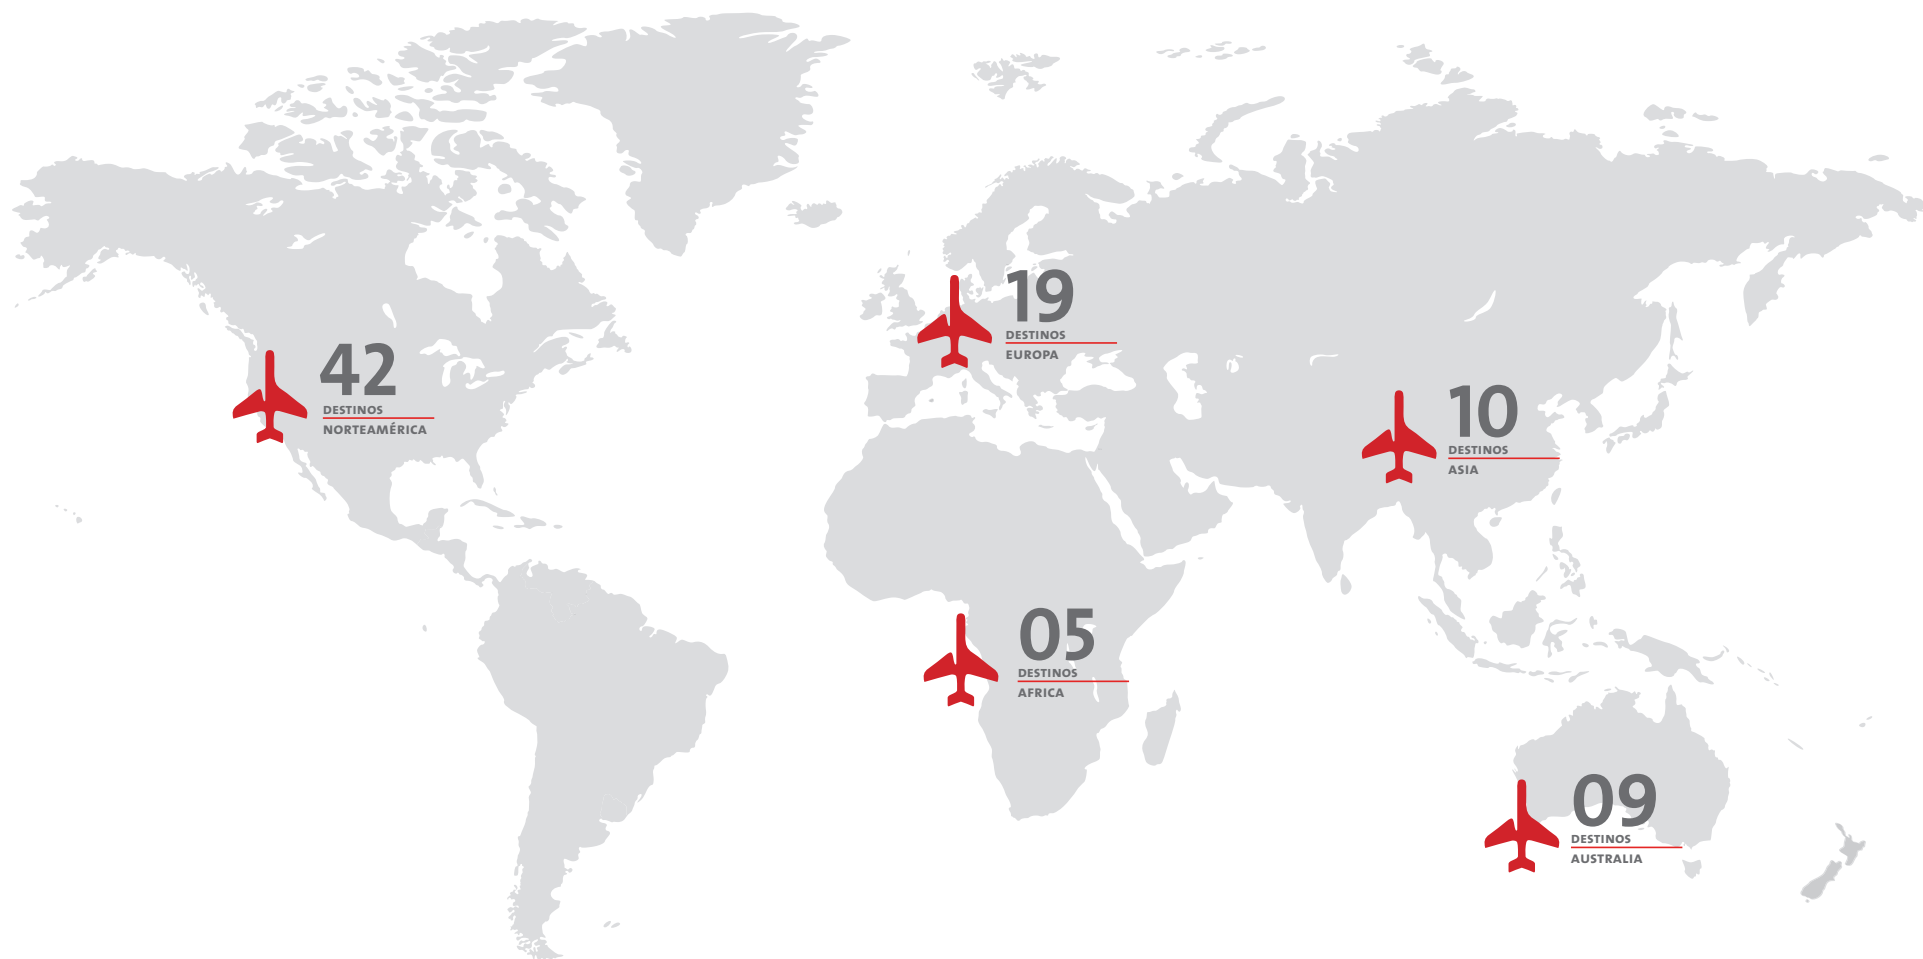 19
DESTINOS
EUROPA
42
DESTINOS
NORTEAMÉRICA
10
DESTINOS
ASIA
05
DESTINOS
AFRICA
09
DESTINOS
AUSTRALIA